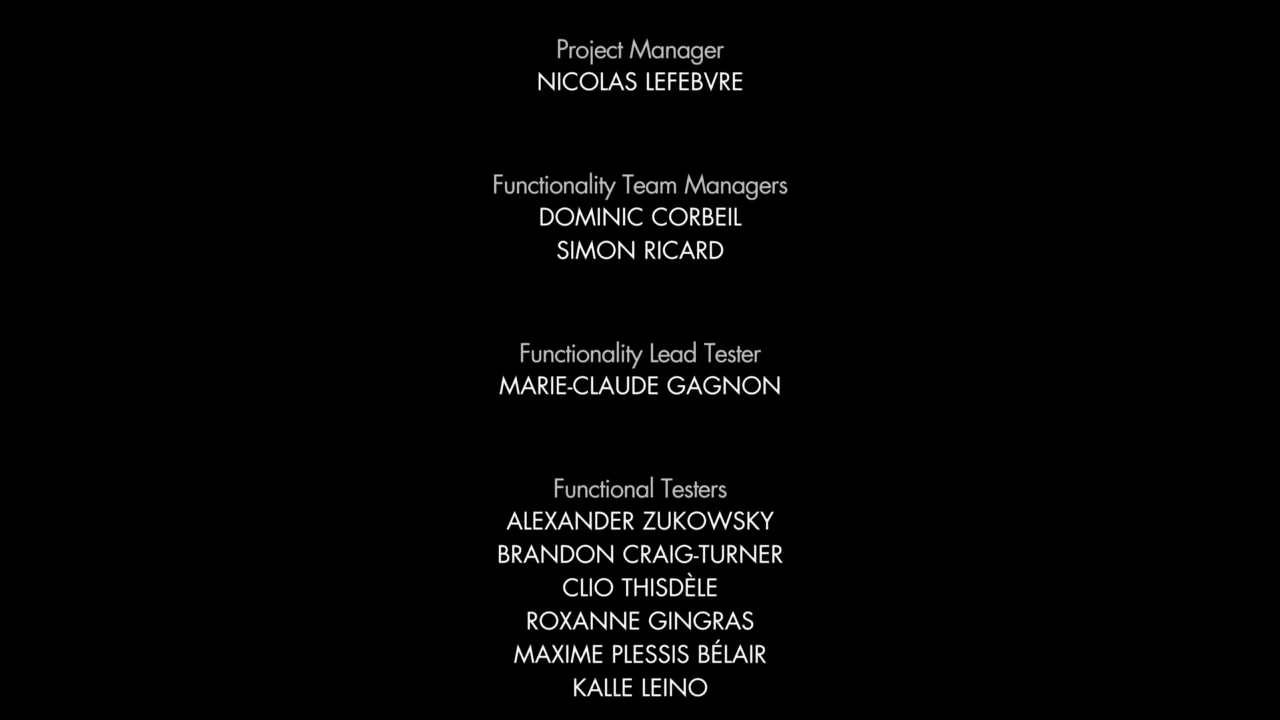 Project Manager
NICOLAS LEFEBVRE
Functionality Team Managers
DOMINIC CORBEIL
SIMON RICARD
Functionality Lead Tester
MARIE-CLAUDE GAGNON
Functional Testers
ALEXANDER ZUKOWSKY
BRANDON CRAIG-TURNER
CLIO THISDÈLE
ROXANNE GINGRAS
MAXIME PLESSIS BÉLAIR
KALLE LEINO